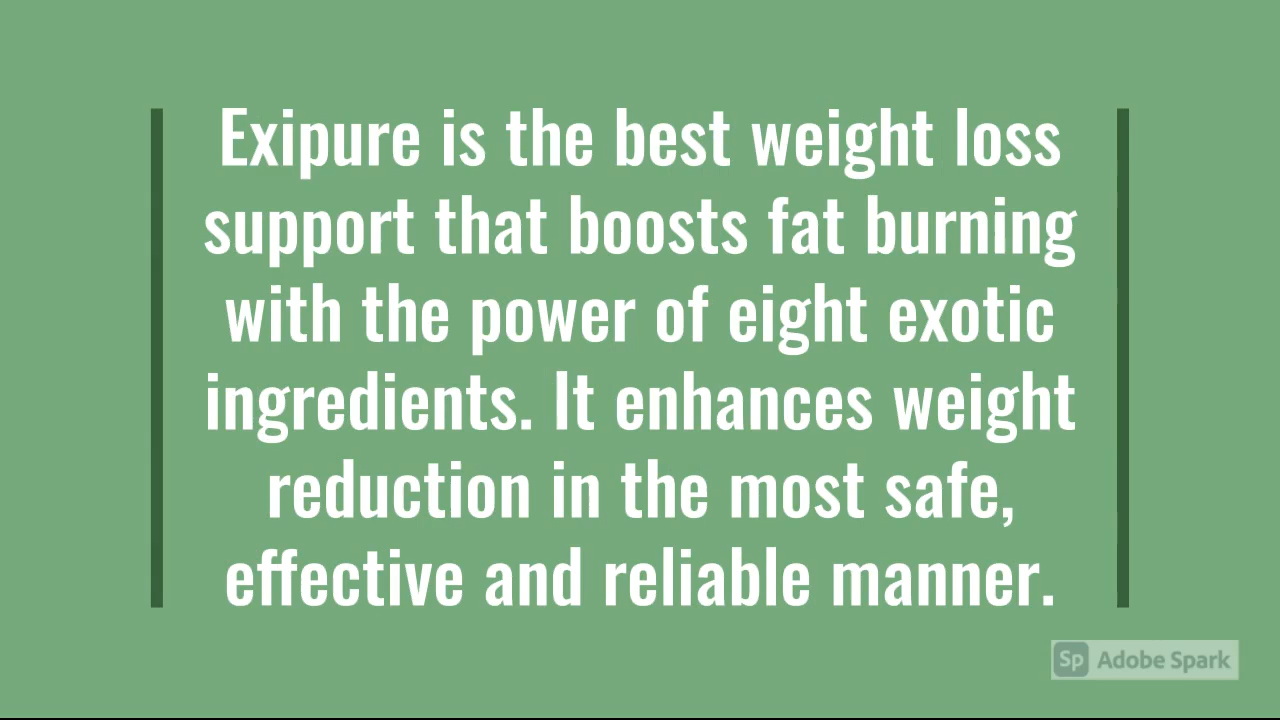 Exipure is the best weight loss
support that boosts fat burning
with the power of eight exotic
ingredients. It enhances weight
reduction in the most safe,
effective and reliable manner.
Sp Adobe Spark